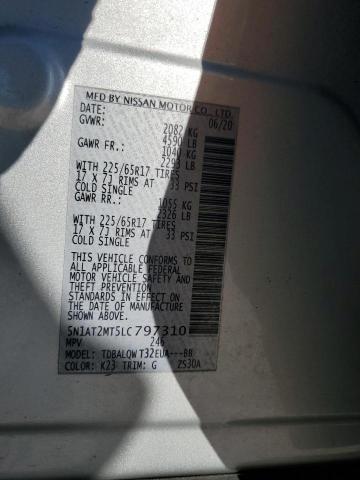 MFD BY NISSAN MOTOR CO., LTD.
DATE: 06/20
GVWR: 2082 KG
4590 LB
GAWR FR.: 1040 KG
2293 LB
WITH 225/65R17 TIRES
17 X 7J RIMS AT 33 PSI
COLD SINGLE
GAWR RR.: 1055 KG
2326 LB
WITH 225/65R17 TIRES
17 X 7J RIMS AT 33 PSI
COLD SINGLE
THIS VEHICLE CONFORMS TO
ALL APPLICABLE FEDERAL
MOTOR VEHICLE SAFETY AND
THEFT PREVENTION
STANDARDS IN EFFECT ON
THE DATE OF MANUFACTURE
SHOWN ABOVE.
5N1AT2MT5LC797310
MPV 246
MODEL: TDBALQW T32EUA---BB
COLOR: K23 TRIM: G ZS30A